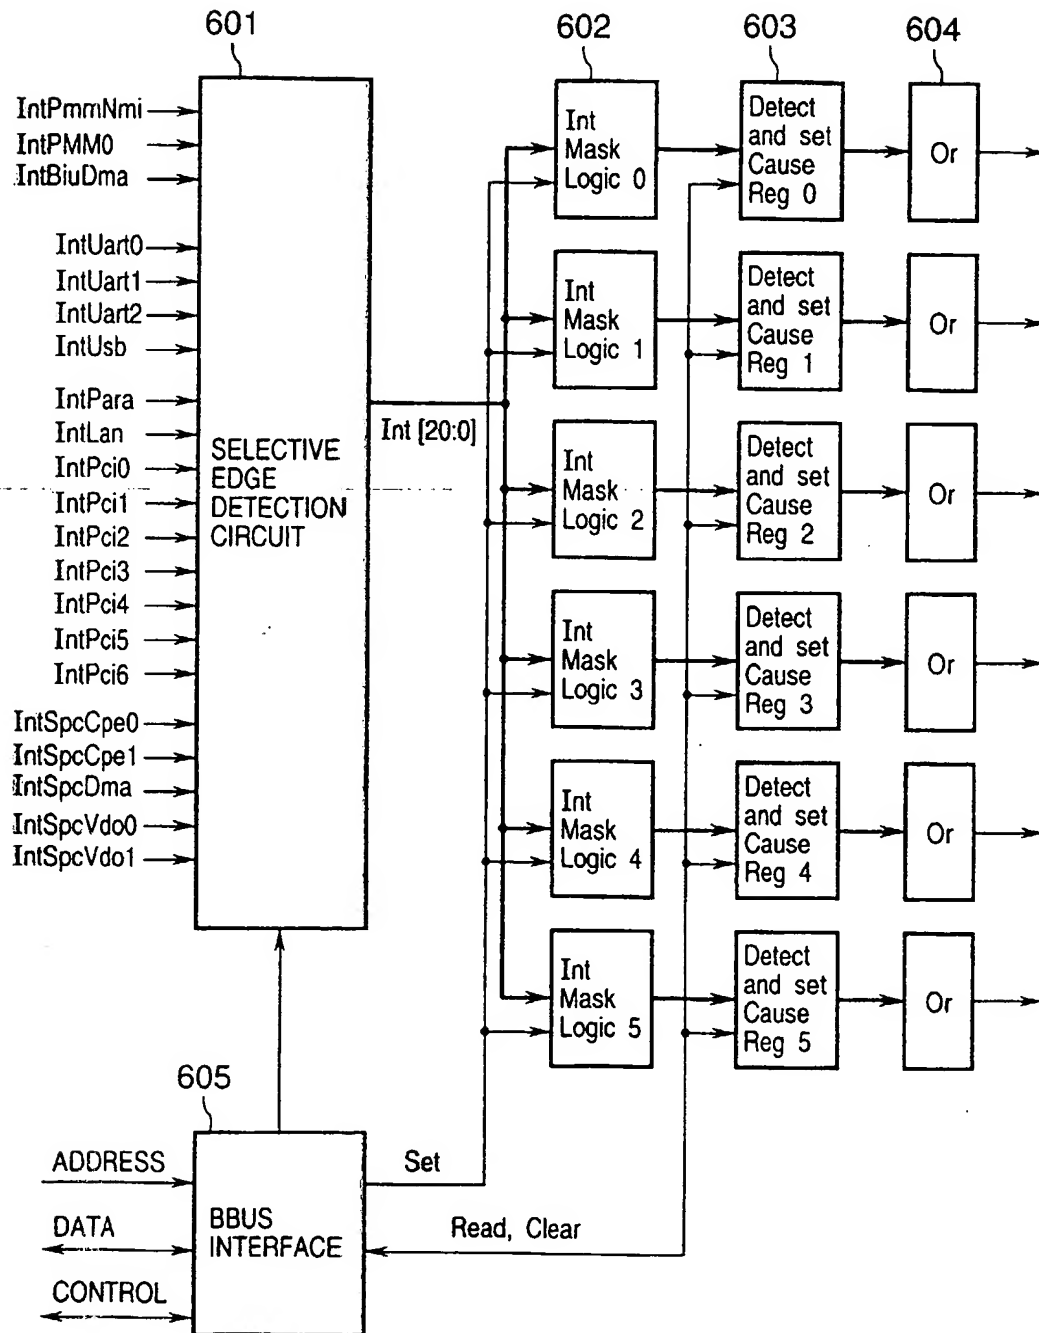 601
602
603
604
IntPmmNmi
IntPMM0
IntBiuDma
IntUart0
IntUart1
IntUart2
IntUsb
IntPara
IntLan
IntPci0
IntPci1
IntPci2
IntPci3
IntPci4
IntPci5
IntPci6
IntSpcCpe0
IntSpcCpe1
IntSpcDma
IntSpcVdo0
IntSpcVdo1
SELECTIVE
EDGE
DETECTION
CIRCUIT
Int [20:0]
Int
Mask
Logic 0
Detect
and set
Cause
Reg 0
Or
Int
Mask
Logic 1
Detect
and set
Cause
Reg 1
Or
Int
Mask
Logic 2
Detect
and set
Cause
Reg 2
Or
Int
Mask
Logic 3
Detect
and set
Cause
Reg 3
Or
Int
Mask
Logic 4
Detect
and set
Cause
Reg 4
Or
Int
Mask
Logic 5
Detect
and set
Cause
Reg 5
Or
605
ADDRESS
DATA
CONTROL
BBUS
INTERFACE
Set
Read, Clear